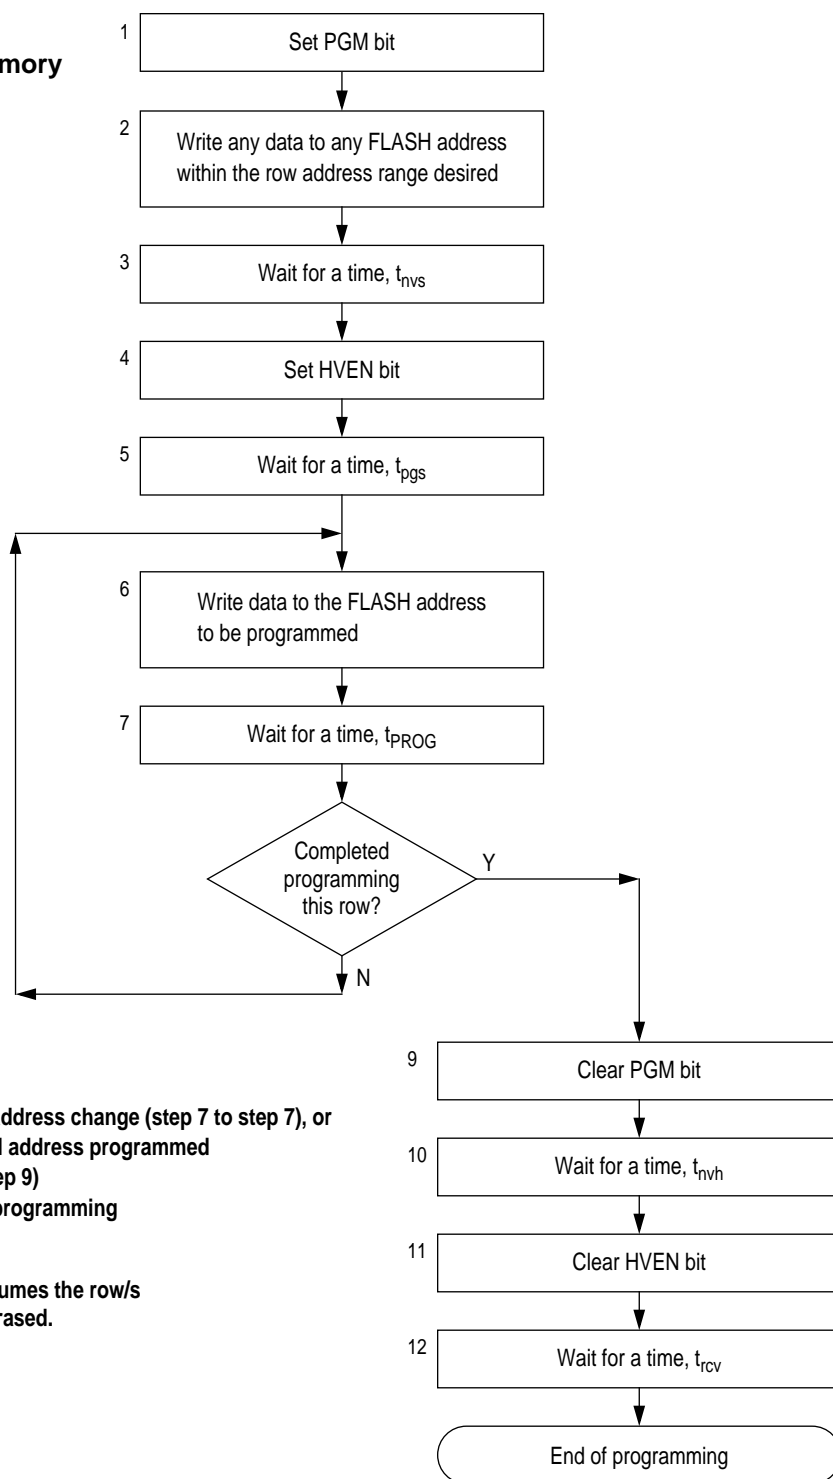 mory
1
Set PGM bit
2
Write any data to any FLASH address
within the row address range desired
3
Wait for a time, tnvs
4
Set HVEN bit
5
Wait for a time, tpgs
6
Write data to the FLASH address
to be programmed
7
Wait for a time, tPROG
Completed
programming
this row?
Y
N
9
Clear PGM bit
ddress change (step 7 to step 7), or
address programmed
ep 9)
programming
10
Wait for a time, tnvh
11
Clear HVEN bit
umes the row/s
rased.
12
Wait for a time, trcv
End of programming